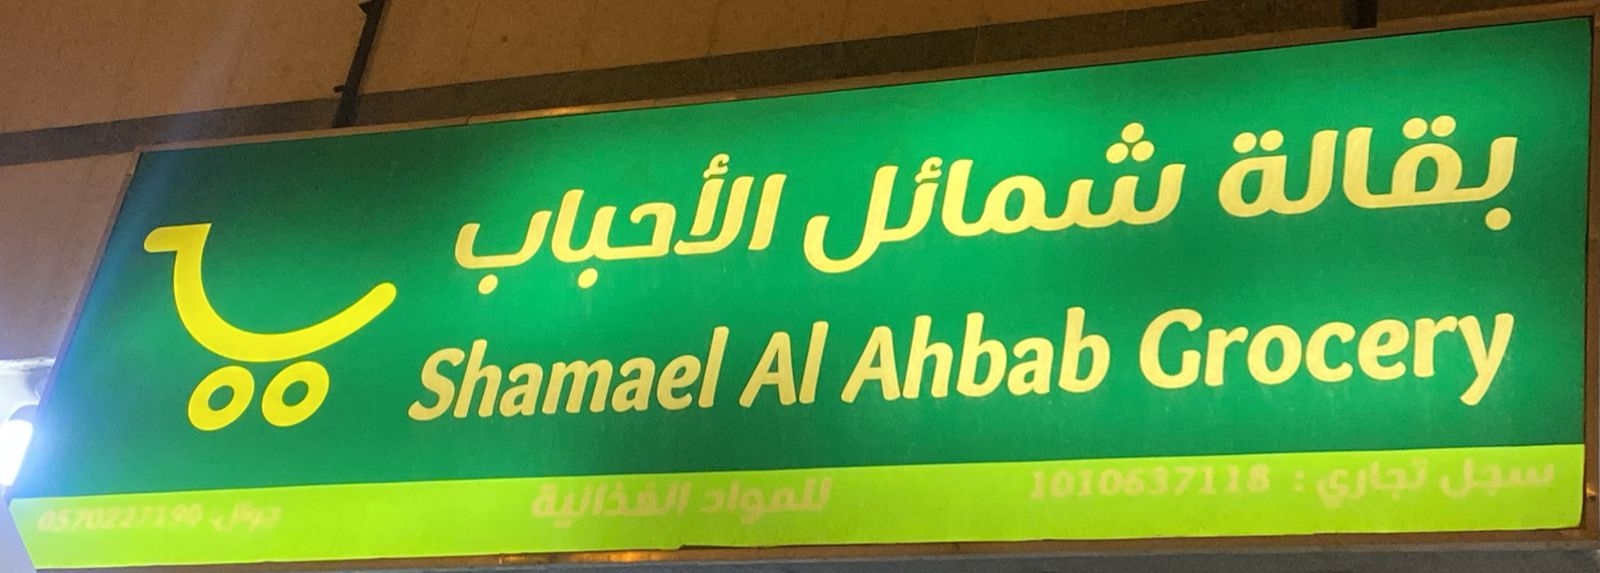 بقالة شمائل الأحباب
Shamael Al Ahbab Grocery
سجل تجاري : 1010637118 للمواد الغذائية جوال: 0570227190